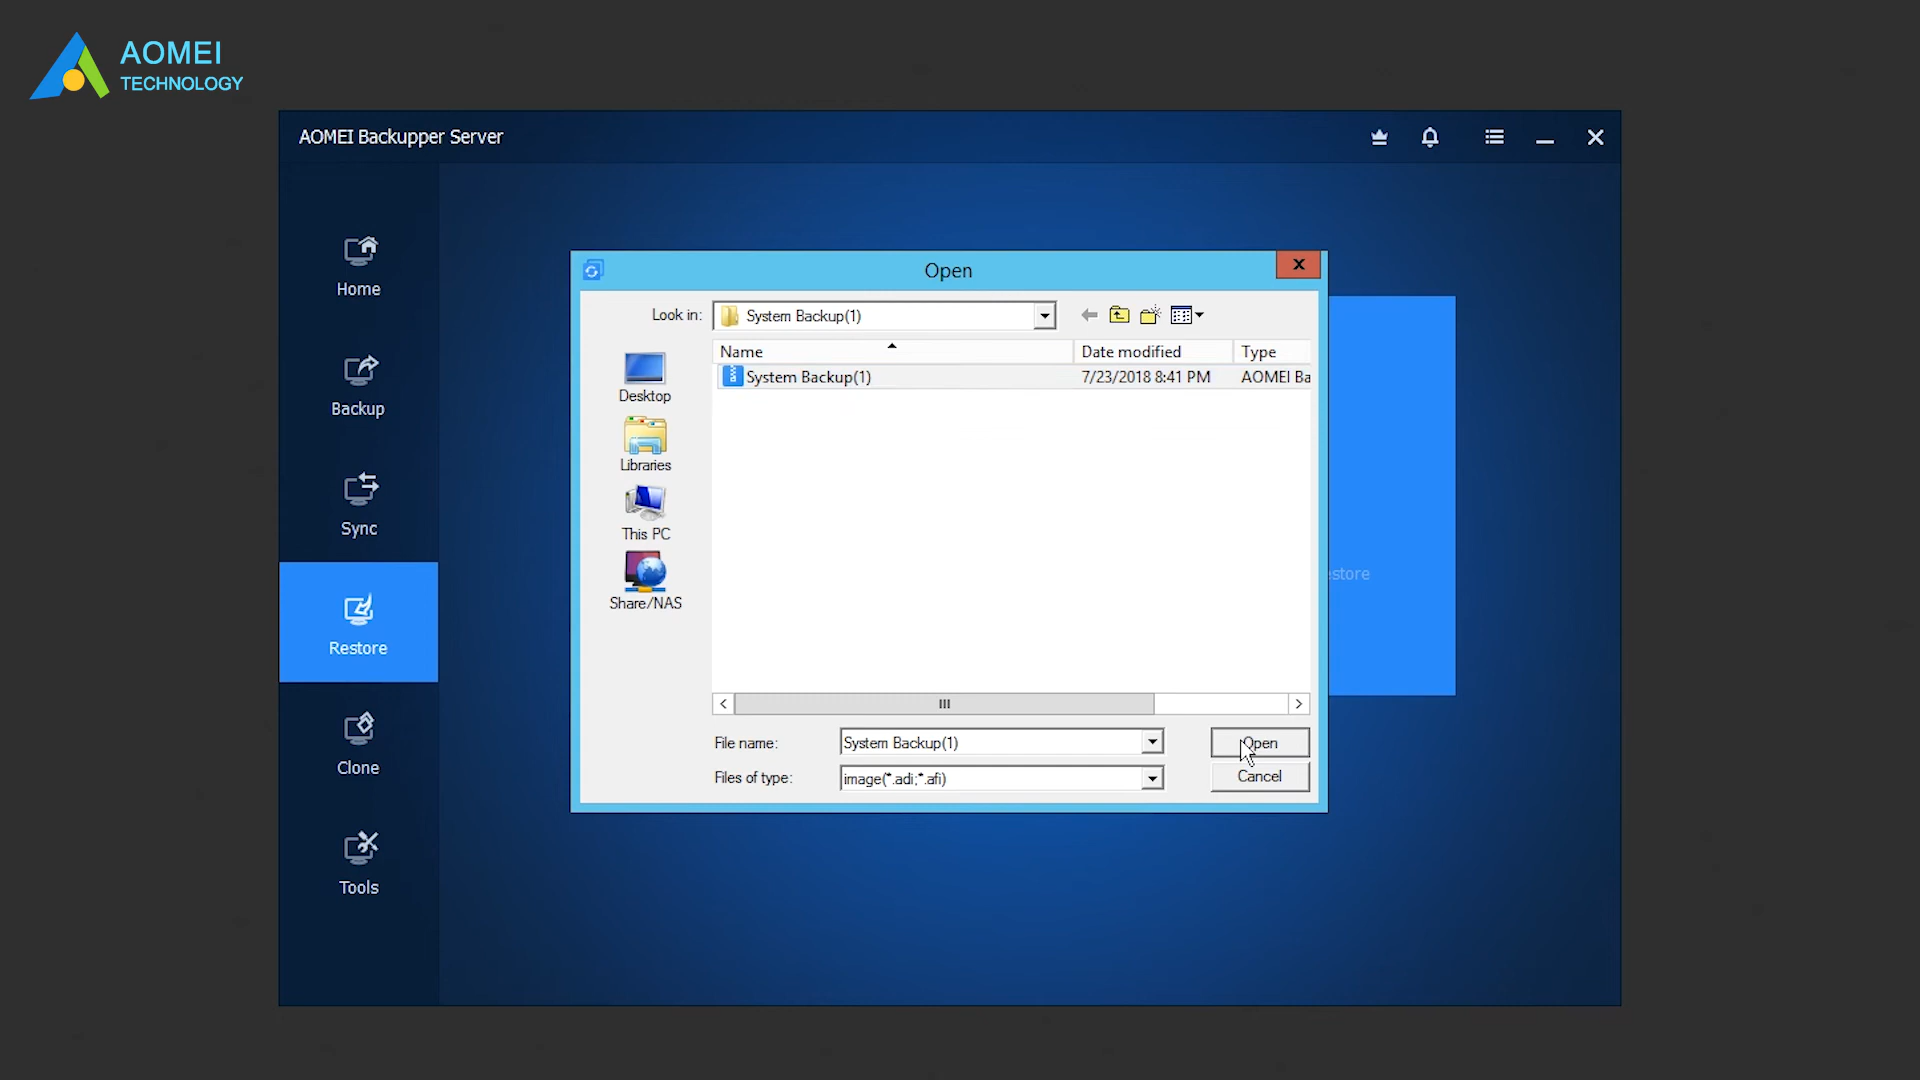 AOMEI
TECHNOLOGY
AOMEI Backupper Server
Home
Backup
Sync
Restore
Clone
Tools
Open
Look in: System Backup(1)
Name Date modified Type
System Backup(1) 7/23/2018 8:41 PM AOMEI Ba
Desktop
Libraries
This PC
Share/NAS
store
File name: System Backup(1) Open
Files of type: image(*.adi;*.afi) Cancel